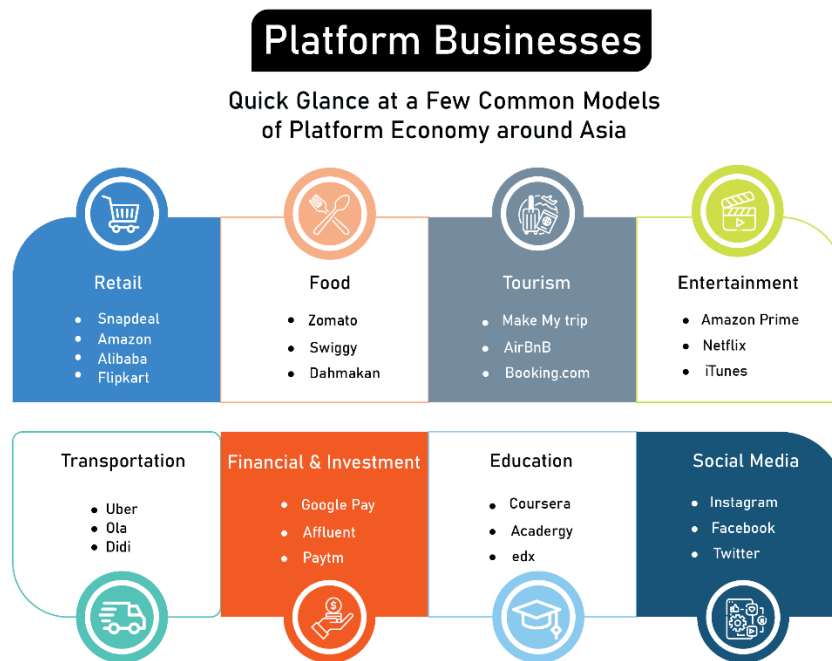 Platform Businesses
Quick Glance at a Few Common Models
of Platform Economy around Asia
Retail
• Snapdeal
• Amazon
• Alibaba
• Flipkart
Food
• Zomato
• Swiggy
• Dahmakan
Tourism
• Make My trip
• AirBnB
• Booking.com
Entertainment
• Amazon Prime
• Netflix
• iTunes
Transportation
• Uber
• Ola
• Didi
Financial & Investment
• Google Pay
• Affluent
• Paytm
Education
• Coursera
• Acadergy
• edx
Social Media
• Instagram
• Facebook
• Twitter